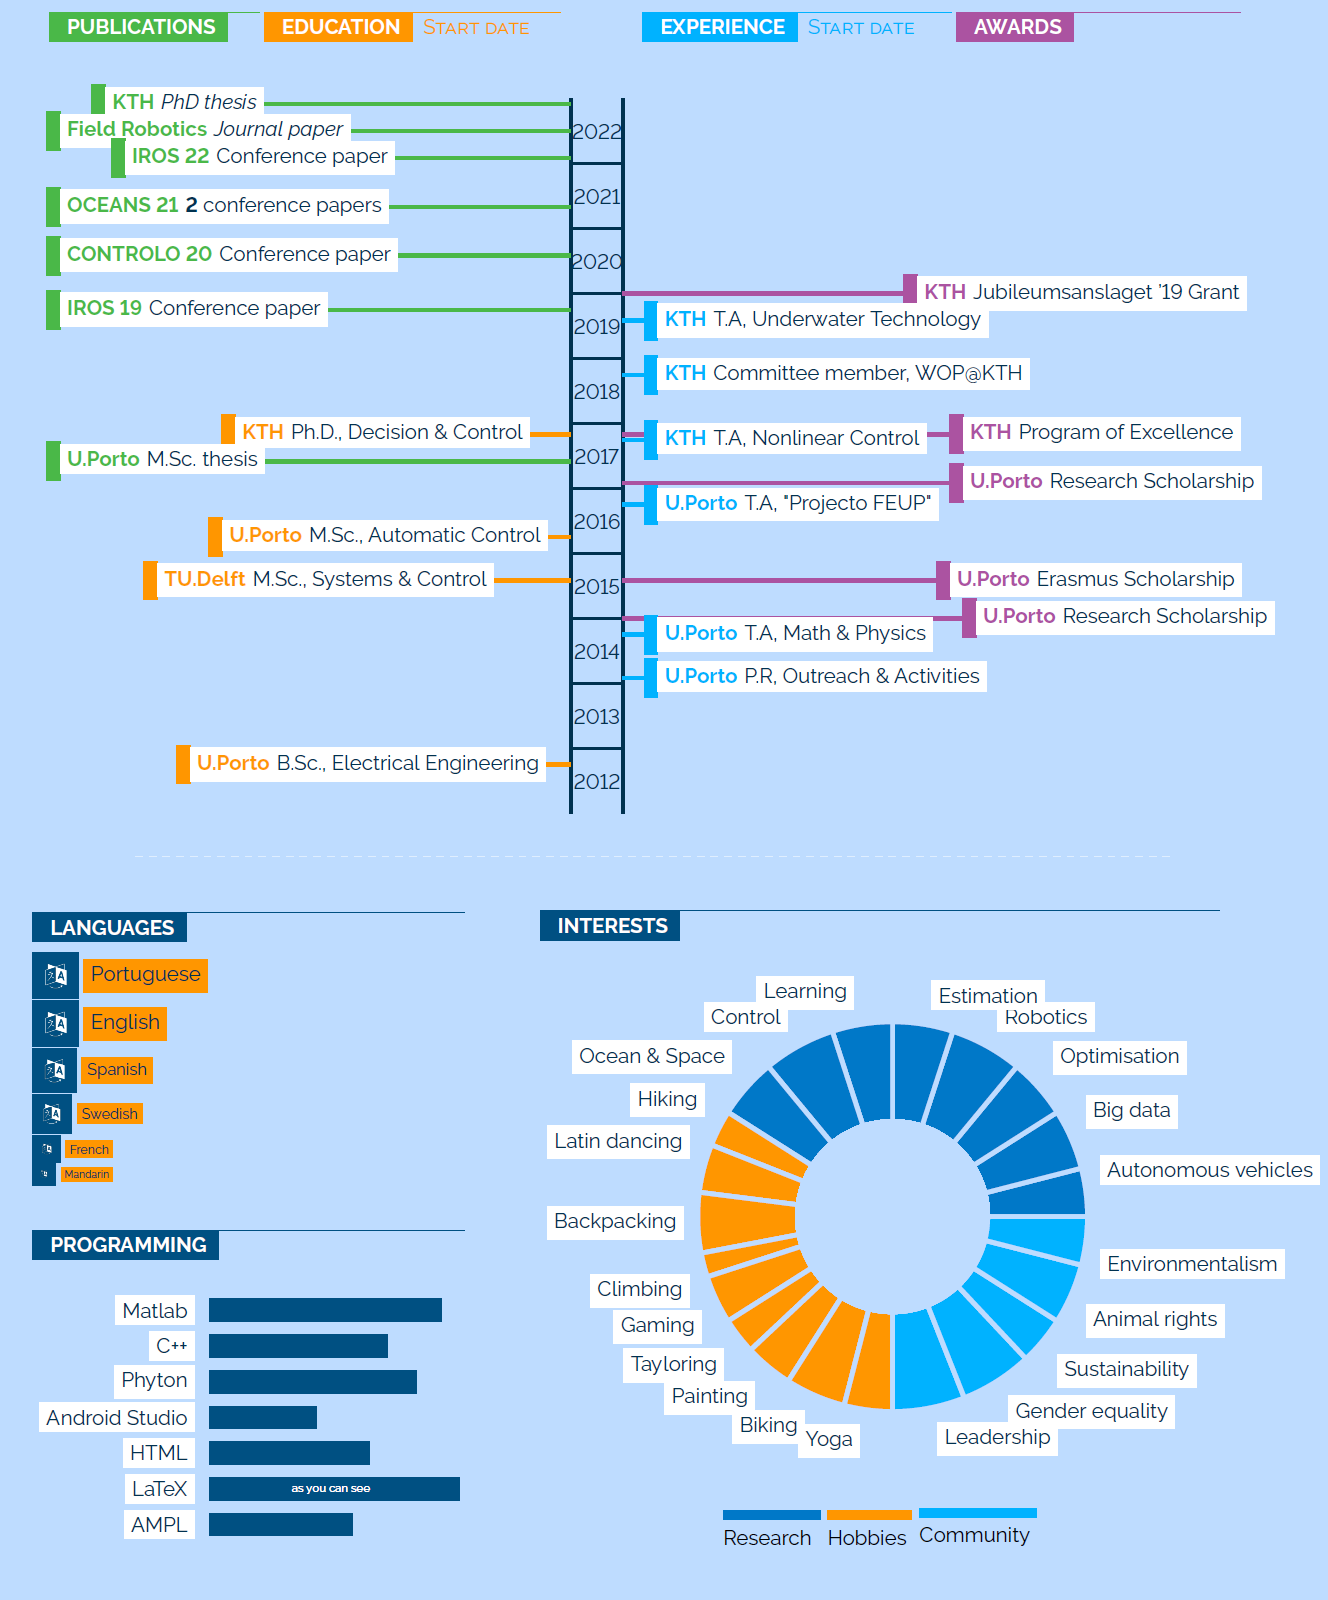 PUBLICATIONS
EDUCATION START DATE
EXPERIENCE START DATE
AWARDS
KTH PhD thesis
Field Robotics Journal paper
IROS 22 Conference paper
OCEANS 21 2 conference papers
CONTROLO 20 Conference paper
IROS 19 Conference paper
KTH Ph.D., Decision & Control
U.Porto M.Sc. thesis
U.Porto M.Sc., Automatic Control
TU.Delft M.Sc., Systems & Control
U.Porto B.Sc., Electrical Engineering
2022
2021
2020
2019
2018
2017
2016
2015
2014
2013
2012
KTH Jubileumsanslaget '19 Grant
KTH T.A, Underwater Technology
KTH Committee member, WOP@KTH
KTH T.A, Nonlinear Control
KTH Program of Excellence
U.Porto Research Scholarship
U.Porto T.A, "Projecto FEUP"
U.Porto Erasmus Scholarship
U.Porto Research Scholarship
U.Porto T.A, Math & Physics
U.Porto P.R, Outreach & Activities
LANGUAGES
Portuguese
English
Spanish
Swedish
French
Mandarin
PROGRAMMING
Matlab
C++
Phyton
Android Studio
HTML
LaTeX as you can see
AMPL
INTERESTS
Learning
Control
Ocean & Space
Hiking
Latin dancing
Backpacking
Climbing
Gaming
Tayloring
Painting
Biking
Yoga
Estimation
Robotics
Optimisation
Big data
Autonomous vehicles
Environmentalism
Animal rights
Sustainability
Gender equality
Leadership
Research
Hobbies
Community